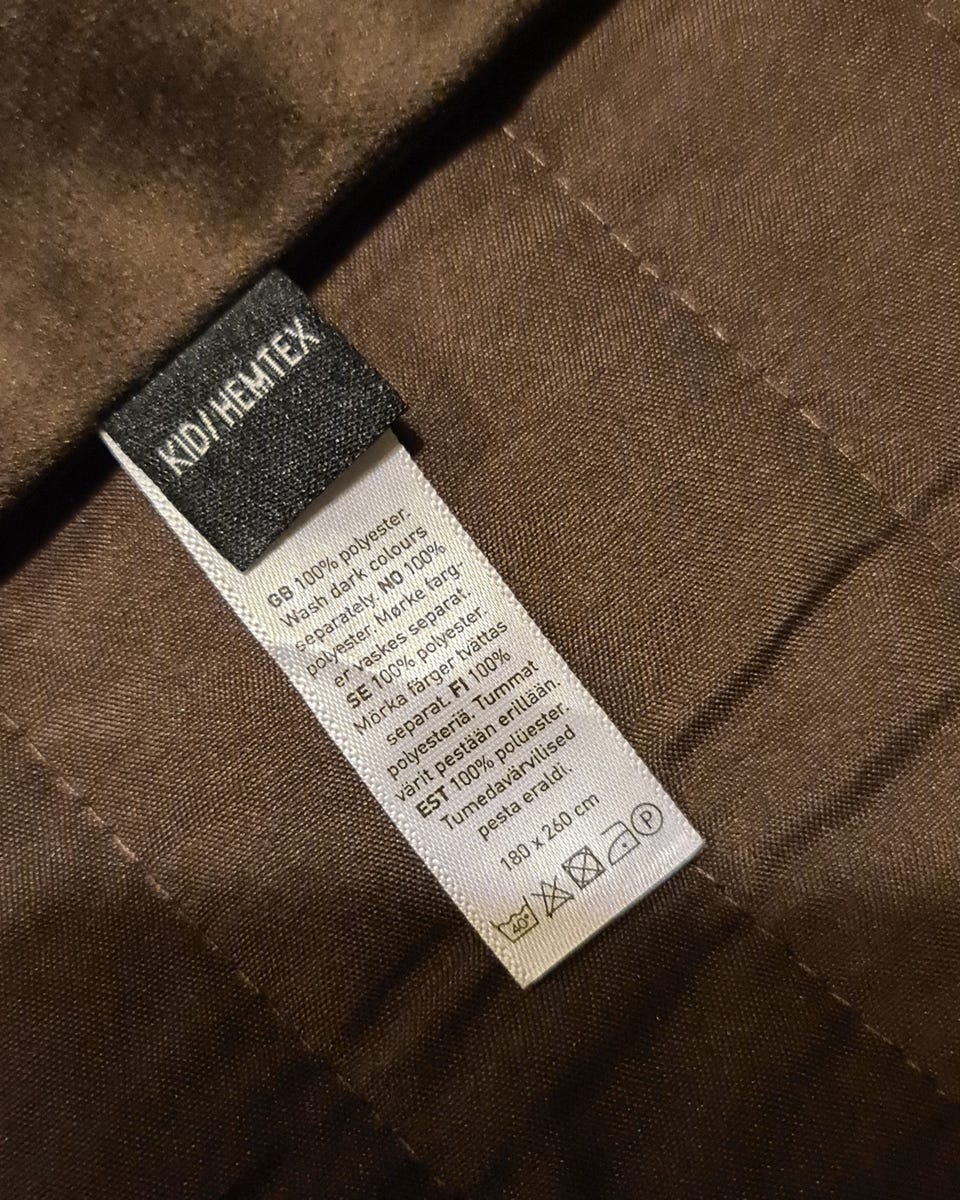 KID/HEMTEX
GB 100% polyester.
Wash dark colours
separately. NO 100%
polyester. Mørke farg-
er vaskes separat.
SE 100% polyester.
Mörka färger tvättas
separat. FI 100%
polyesteriä. Tummat
värit pestään erillään.
EST 100% polüester.
Tumedavärvilised
pesta eraldi.
180 x 260 cm
40° P